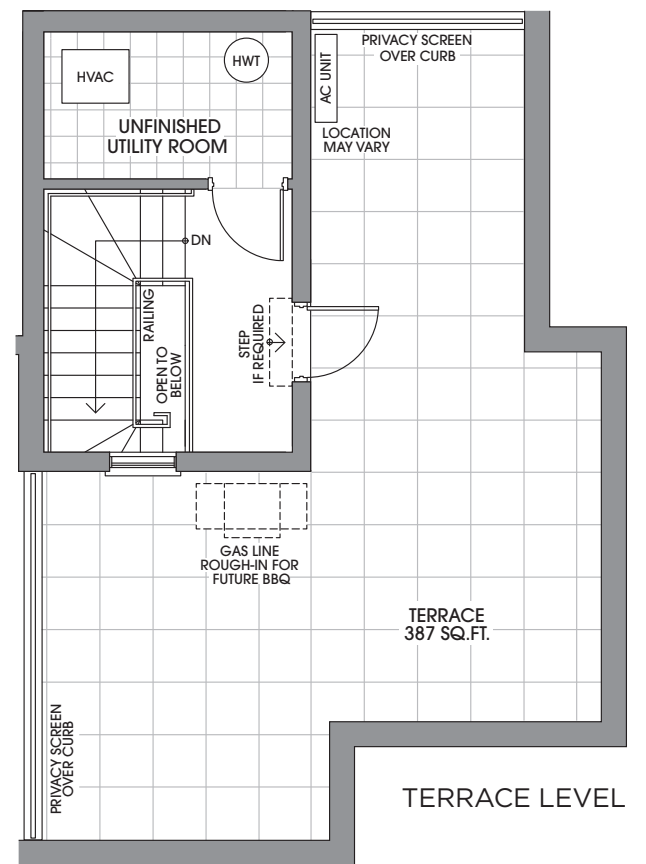 PRIVACY SCREEN
OVER CURB
HVAC
HWT
AC UNIT
UNFINISHED
UTILITY ROOM
LOCATION
MAY VARY
DN
RAILING
OPEN TO
BELOW
STEP
IF REQUIRED
GAS LINE
ROUGH-IN FOR
FUTURE BBQ
TERRACE
387 SQ.FT.
PRIVACY SCREEN
OVER CURB
TERRACE LEVEL